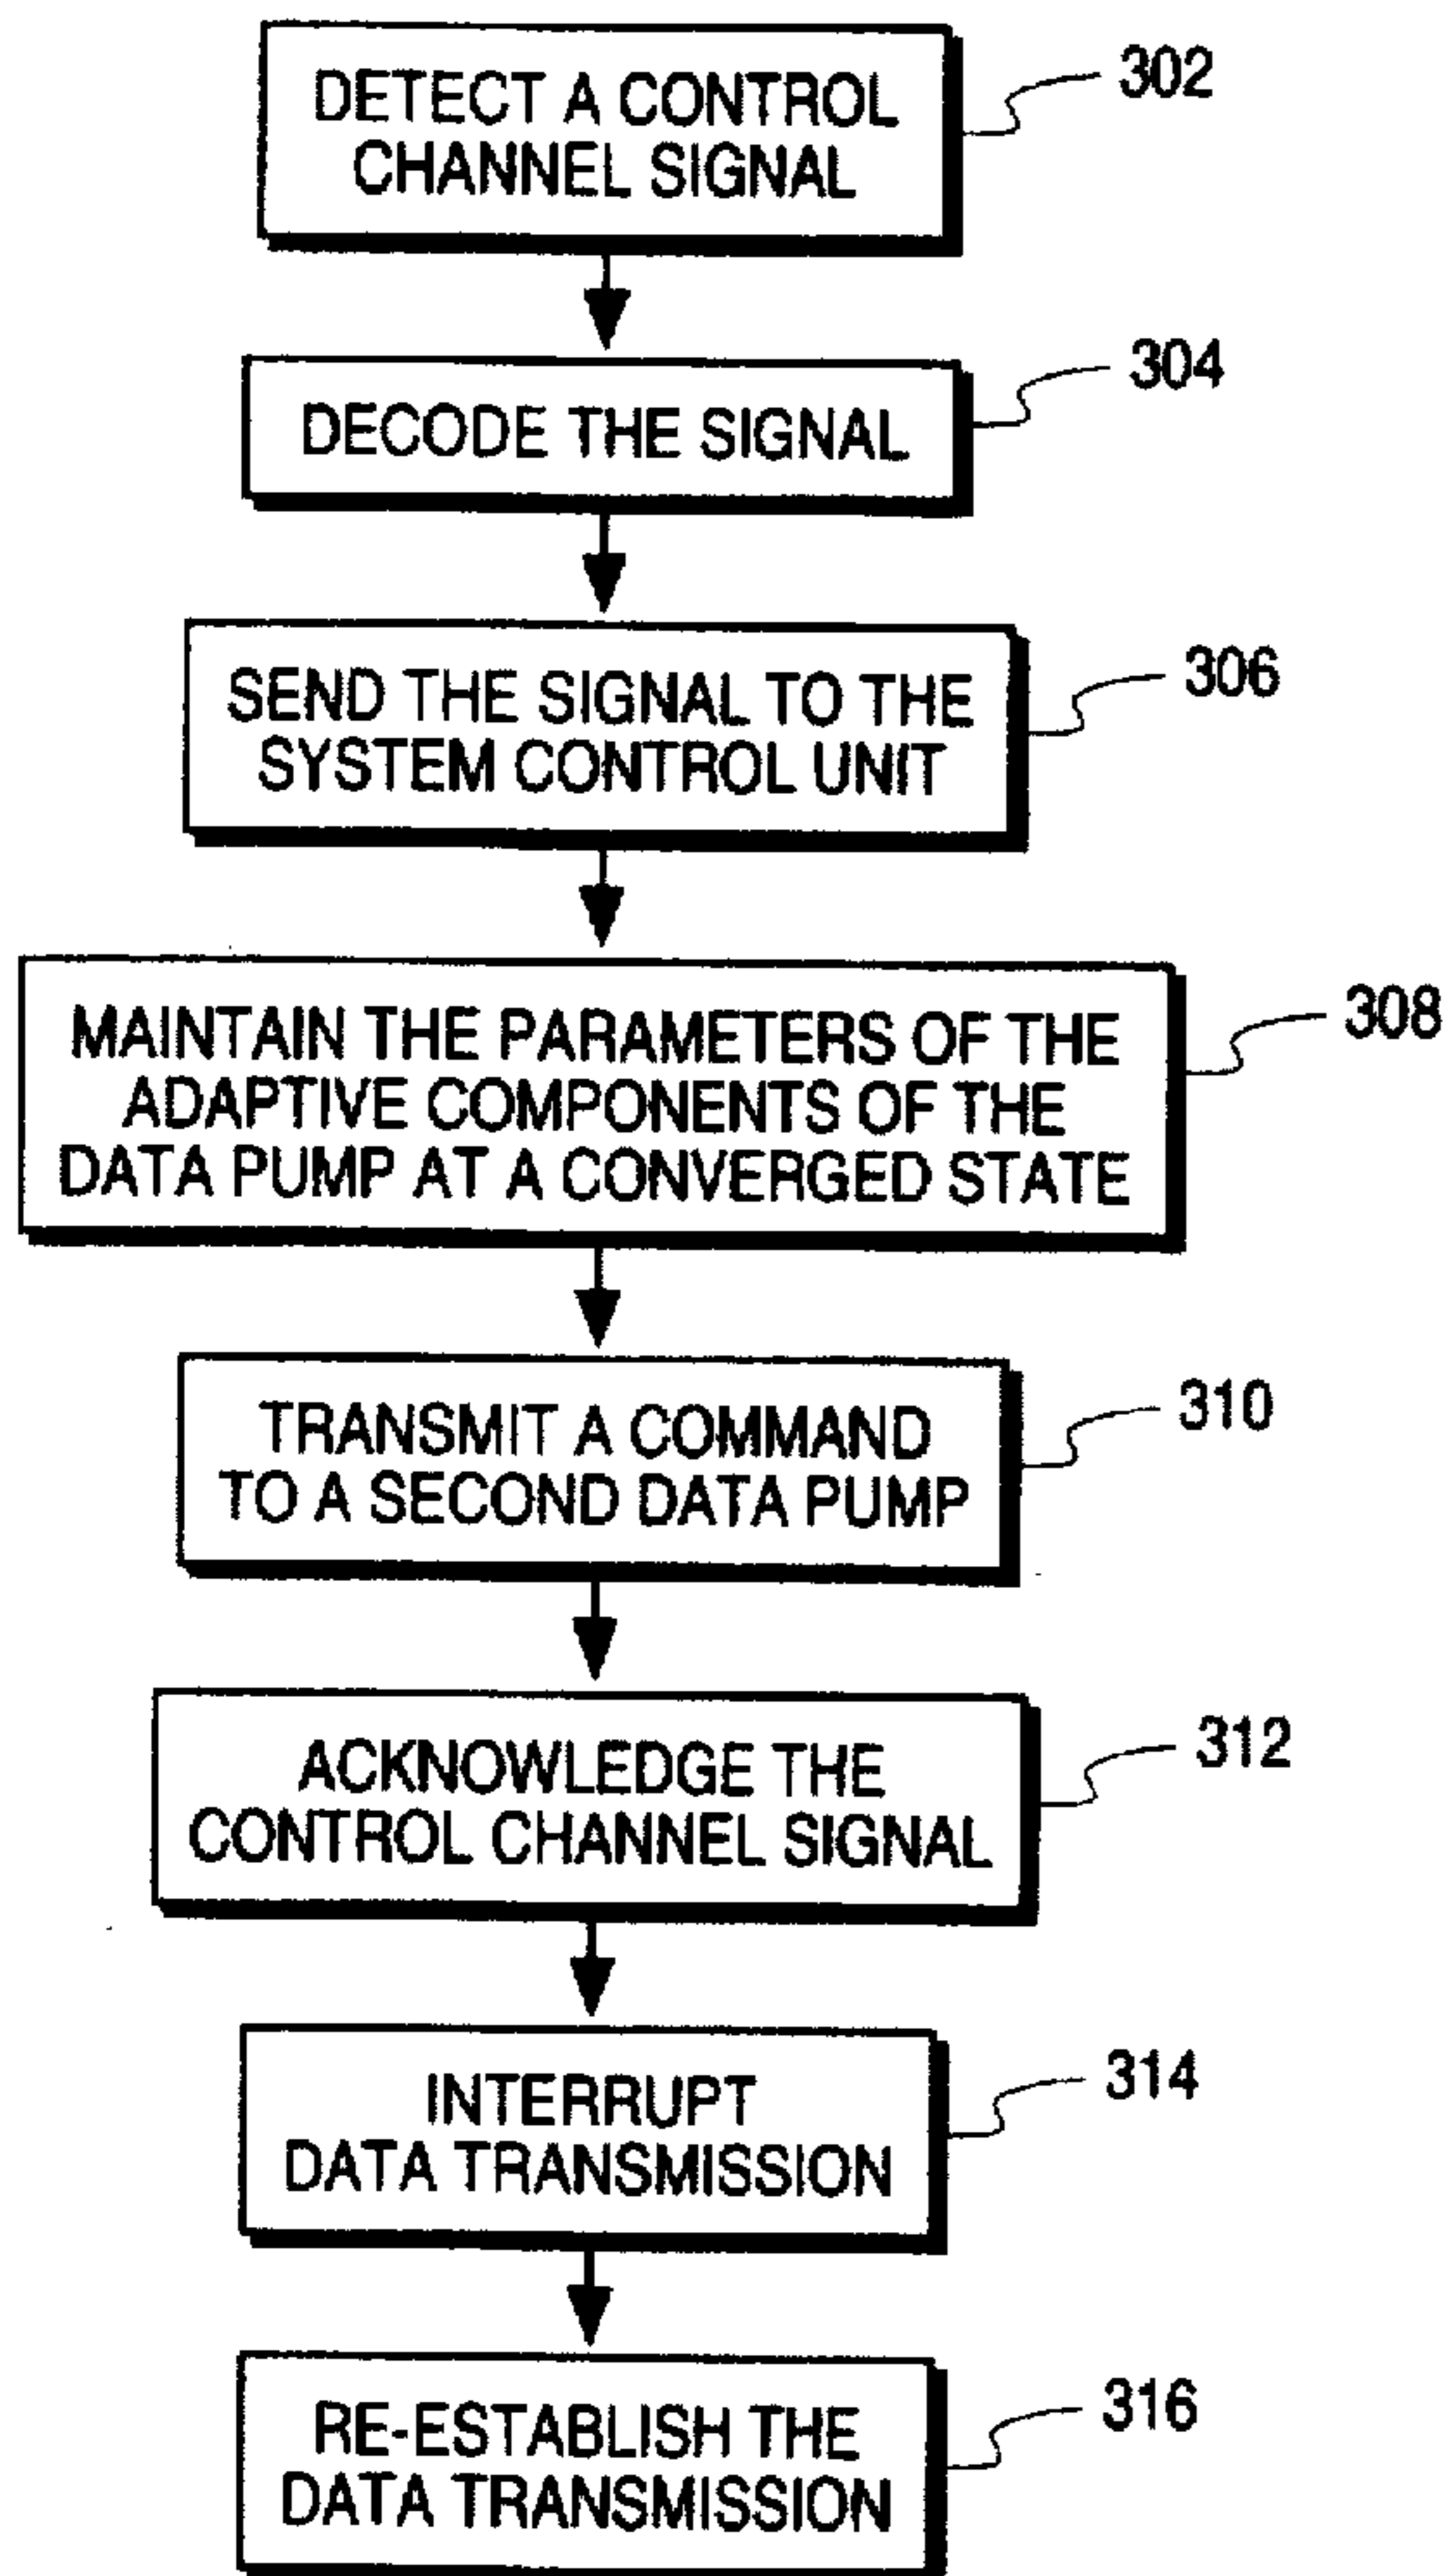 DETECT A CONTROL
CHANNEL SIGNAL
302
DECODE THE SIGNAL
304
SEND THE SIGNAL TO THE
SYSTEM CONTROL UNIT
306
MAINTAIN THE PARAMETERS OF THE
ADAPTIVE COMPONENTS OF THE
DATA PUMP AT A CONVERGED STATE
308
TRANSMIT A COMMAND
TO A SECOND DATA PUMP
310
ACKNOWLEDGE THE
CONTROL CHANNEL SIGNAL
312
INTERRUPT
DATA TRANSMISSION
314
RE-ESTABLISH THE
DATA TRANSMISSION
316